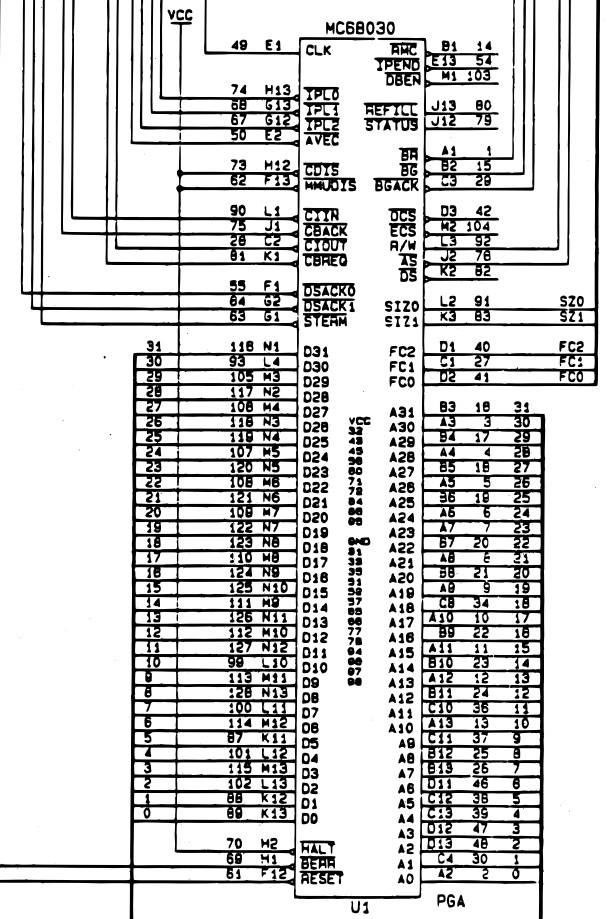 VCC
MC68030
49 E1 CLK RMC B1 14
IPEND E13 54
DBEN M1 103
74 H13 IPL0
68 G13 IPL1 REFILL J13 80
67 G12 IPL2 STATUS J12 79
50 E2 AVEC
BR A1 1
73 H12 CDIS BG B2 15
62 F13 MMUDIS BGACK C3 29
90 L1 CIIN OCS D3 42
75 J1 CBACK ECS M2 104
28 C2 CIOUT R/W L3 92
81 K1 CBREQ AS J2 76
DS K2 82
55 F1 DSACK0
64 G2 DSACK1 SIZ0 L2 91 SZ0
63 G1 STERM SIZ1 K3 83 SZ1
31 116 N1 D31 FC2 D1 40 FC2
30 93 L4 D30 FC1 C1 27 FC1
29 105 M3 D29 FC0 D2 41 FC0
28 117 N2 D28
27 106 M4 D27 A31 B3 16 31
26 118 N3 D26 VCC A30 A3 3 30
25 119 N4 D25 A29 B4 17 29
24 107 M5 D24 A28 A4 4 28
23 120 N5 D23 A27 B5 18 27
22 108 M6 D22 A26 A5 5 26
21 121 N6 D21 A25 B6 19 25
20 109 M7 D20 A24 A6 6 24
19 122 N7 D19 A23 A7 7 23
18 123 N8 D18 GND A22 B7 20 22
17 110 M8 D17 A21 A8 21
16 124 N9 D16 A20 B8 21 20
15 125 N10 D15 A19 A9 9 19
14 111 M9 D14 A18 C8 34 18
13 126 N11 D13 A17 A10 10 17
12 112 M10 D12 A16 B9 22 16
11 127 N12 D11 A15 A11 11 15
10 99 L10 D10 A14 B10 23 14
9 113 M11 D9 A13 A12 12 13
8 128 N13 D8 A12 B11 24 12
7 100 L11 D7 A11 C10 36 11
6 114 M12 D6 A10 A13 13 10
5 87 K11 D5 A9 C11 37 9
4 101 L12 D4 A8 B12 25 8
3 115 M13 D3 A7 B13 26 7
2 102 L13 D2 A6 D11 46 6
1 88 K12 D1 A5 C12 38 5
0 89 K13 D0 A4 C13 39 4
A3 D12 47 3
70 H2 HALT A2 D13 48 2
69 H1 BERR A1 C4 30 1
61 F12 RESET A0 A2 2 0
U1 PGA